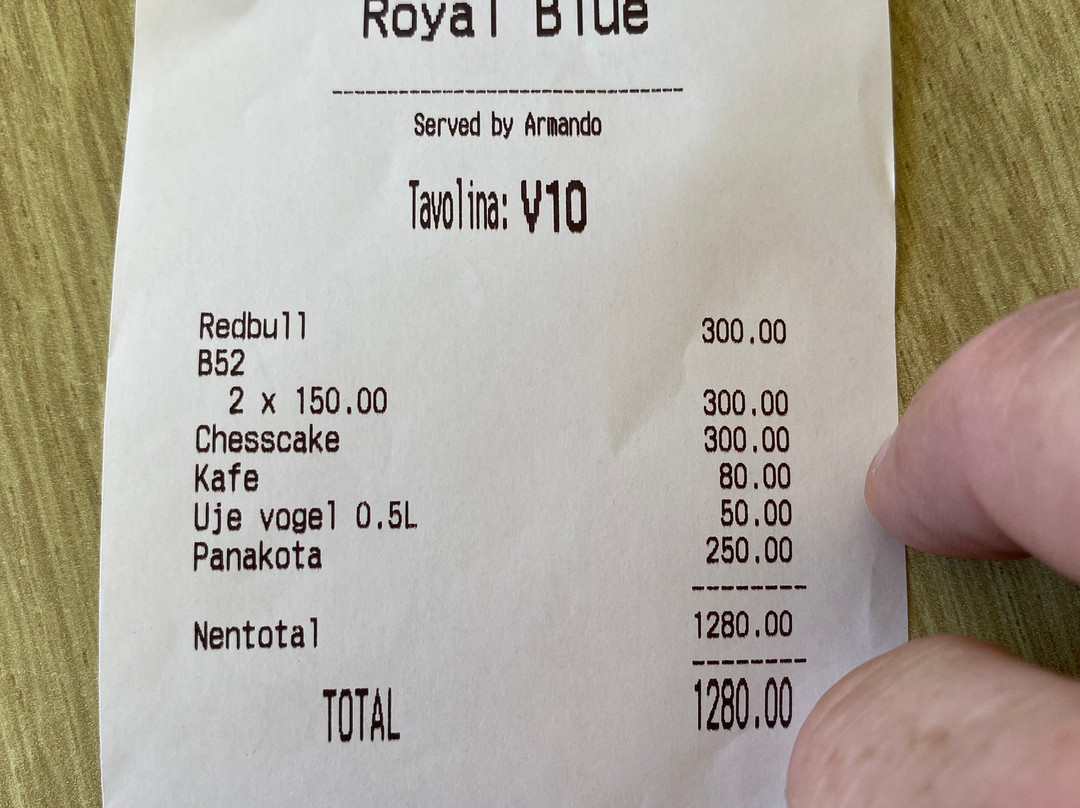 Royal Blue
--------------------------------
Served by Armando
Tavolina: V10
Redbull 300.00
B52
2 x 150.00 300.00
Chesscake 300.00
Kafe 80.00
Uje vogel 0.5L 50.00
Panakota 250.00
--------
Nentotal 1280.00
--------
TOTAL 1280.00